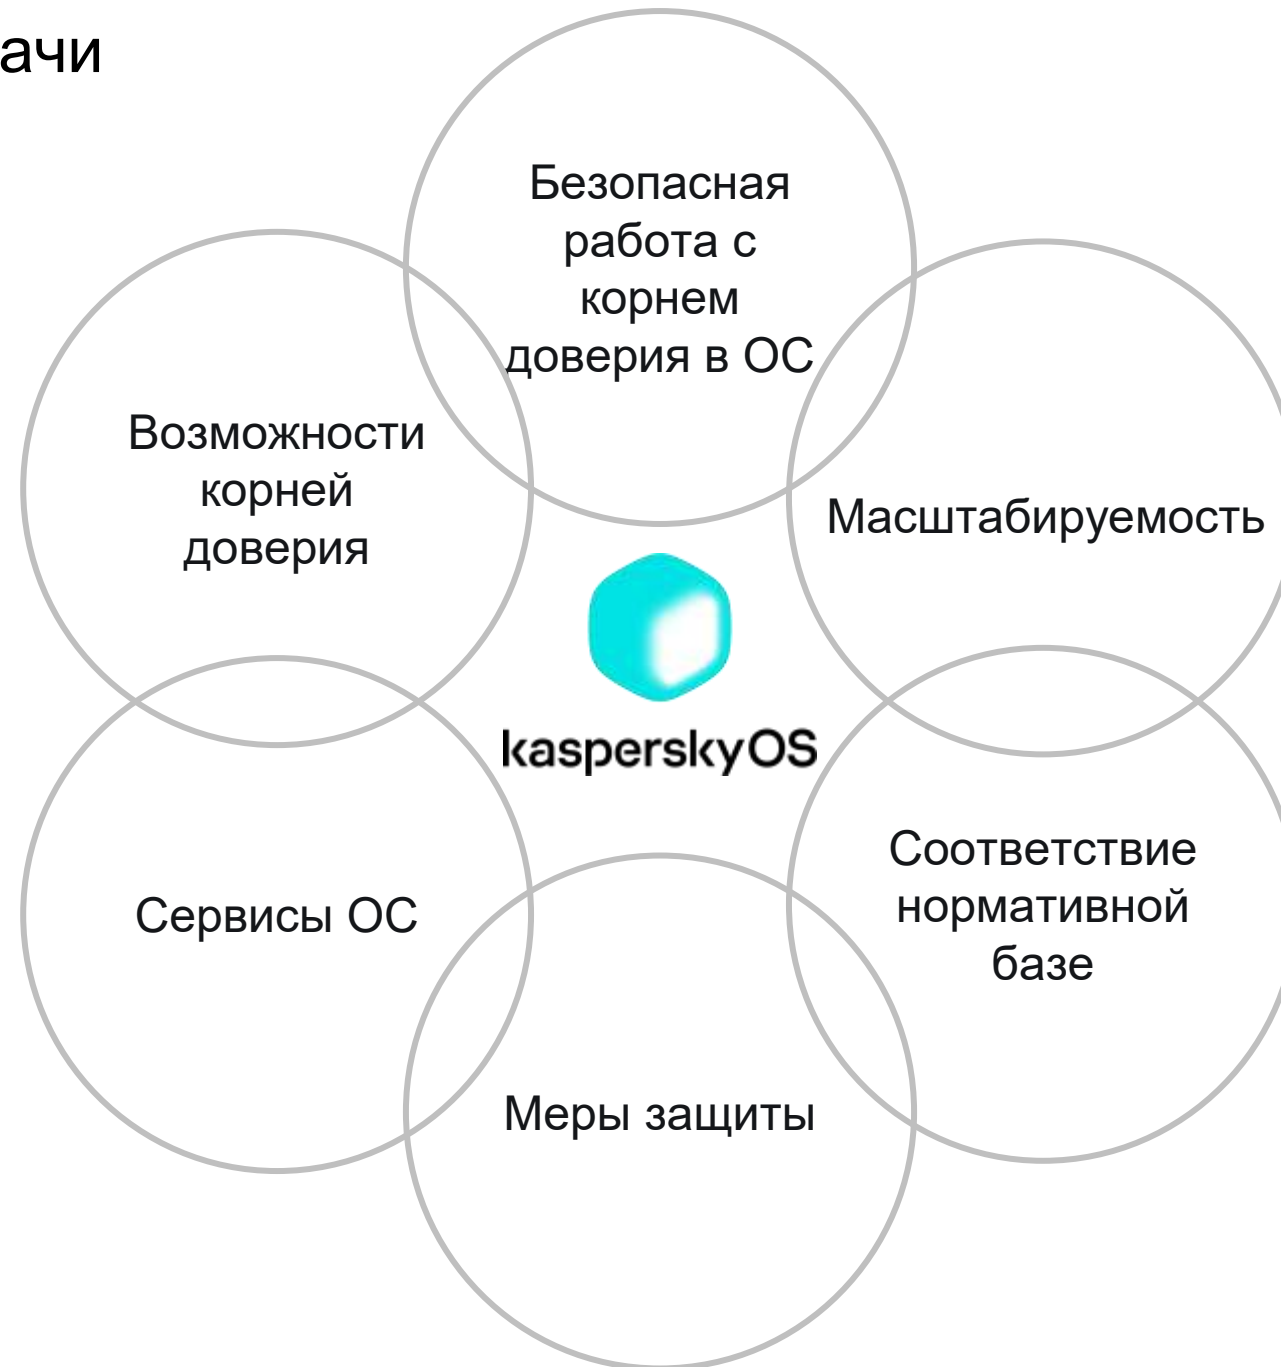 ачи
Безопасная
работа с
корнем
доверия в ОС
Возможности
корней
доверия
Масштабируемость
kasperskyOS
Сервисы ОС
Соответствие
нормативной
базе
Меры защиты